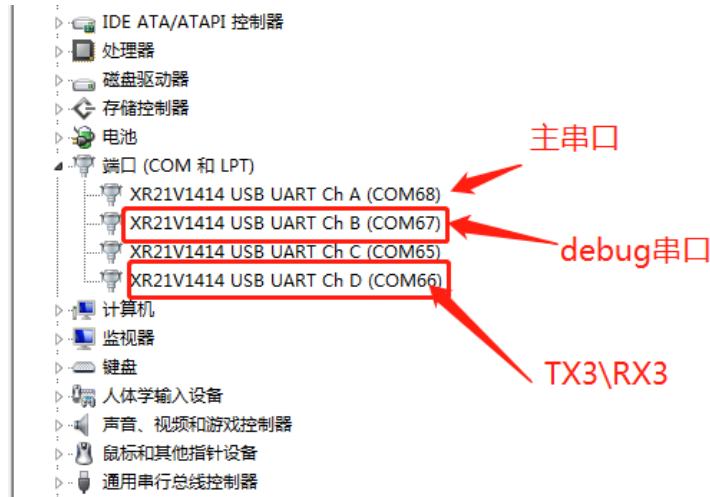 IDE ATA/ATAPI 控制器
处理器
磁盘驱动器
存储控制器
电池
主串口
端口 (COM 和 LPT)
XR21V1414 USB UART Ch A (COM68)
XR21V1414 USB UART Ch B (COM67)
debug串口
XR21V1414 USB UART Ch C (COM65)
XR21V1414 USB UART Ch D (COM66)
计算机
监视器
键盘
TX3\RX3
人体学输入设备
声音、视频和游戏控制器
鼠标和其他指针设备
通用串行总线控制器